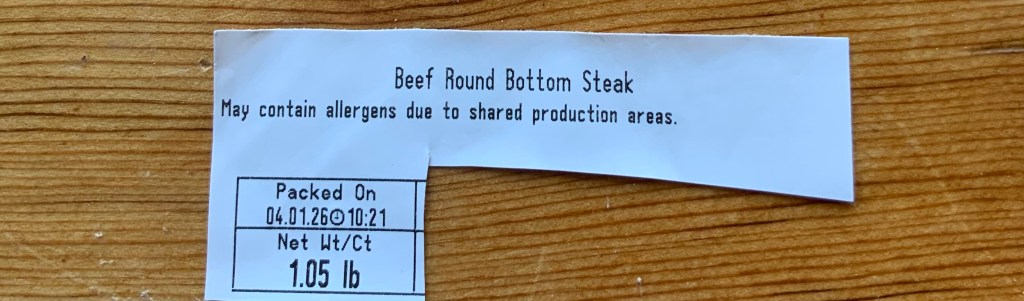 Beef Round Bottom Steak
May contain allergens due to shared production areas.
Packed On
04.01.26 10:21
Net Wt/Ct
1.05 lb